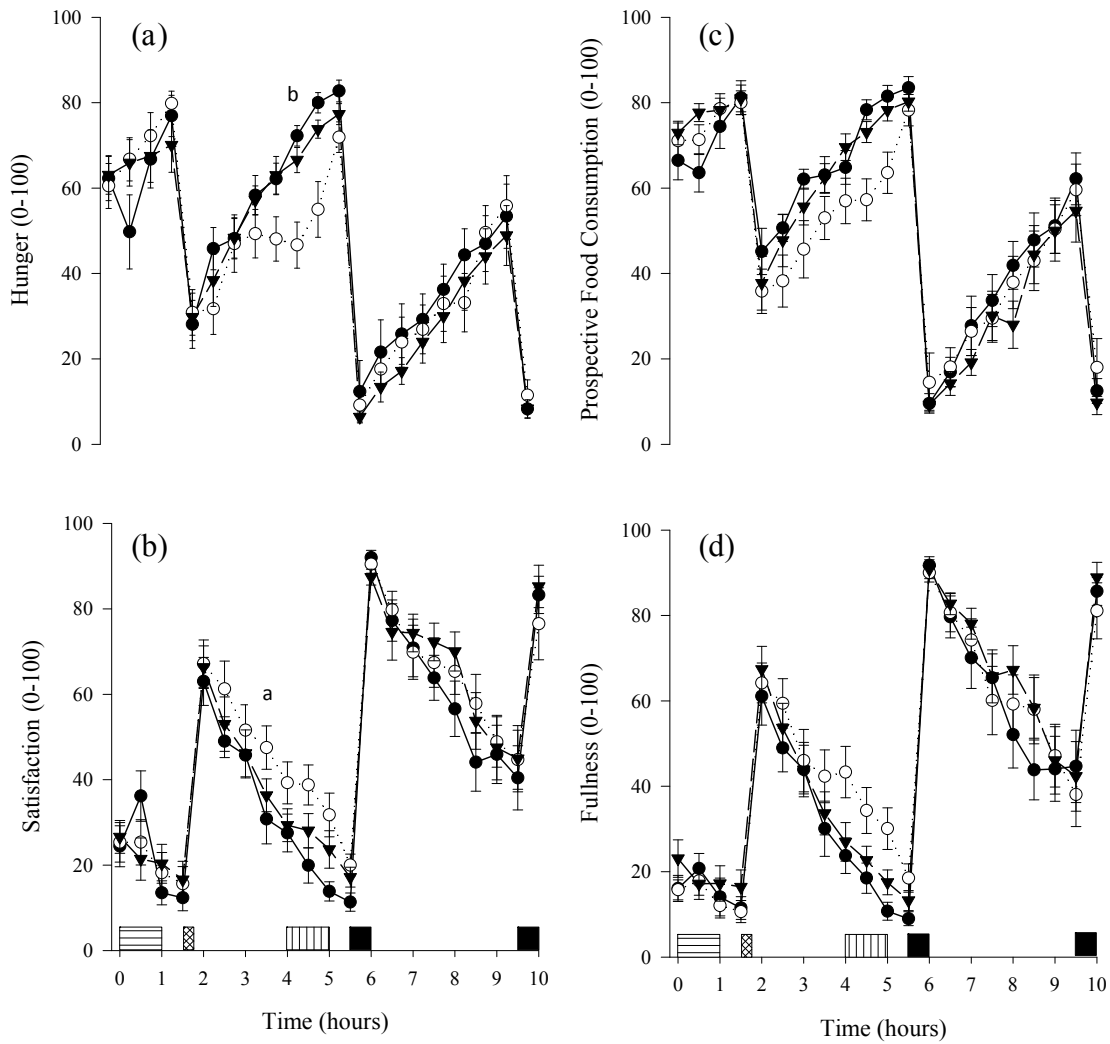 (a)
Hunger (0-100)
100
80
60
40
20
0
b
(c)
Prospective Food Consumption (0-100)
100
80
60
40
20
0
(b)
Satisfaction (0-100)
100
80
60
40
20
0
a
0 1 2 3 4 5 6 7 8 9 10
Time (hours)
(d)
Fullness (0-100)
100
80
60
40
20
0
0 1 2 3 4 5 6 7 8 9 10
Time (hours)